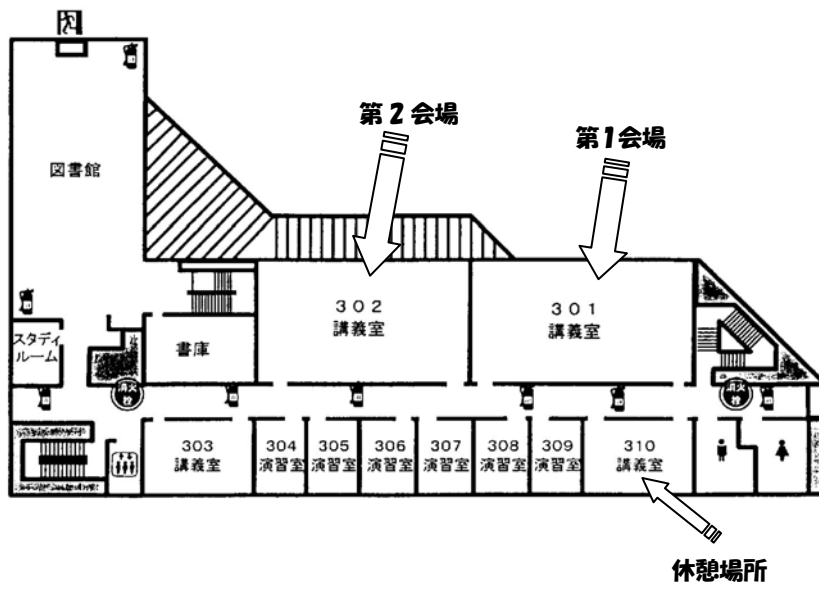 第２会場
第1会場
図書館
３０２
講義室
３０１
講義室
スタディ
ルーム
書庫
消火
栓
消火
栓
303
講義室
304
演習室
305
演習室
306
演習室
307
演習室
308
演習室
309
演習室
310
講義室
休憩場所